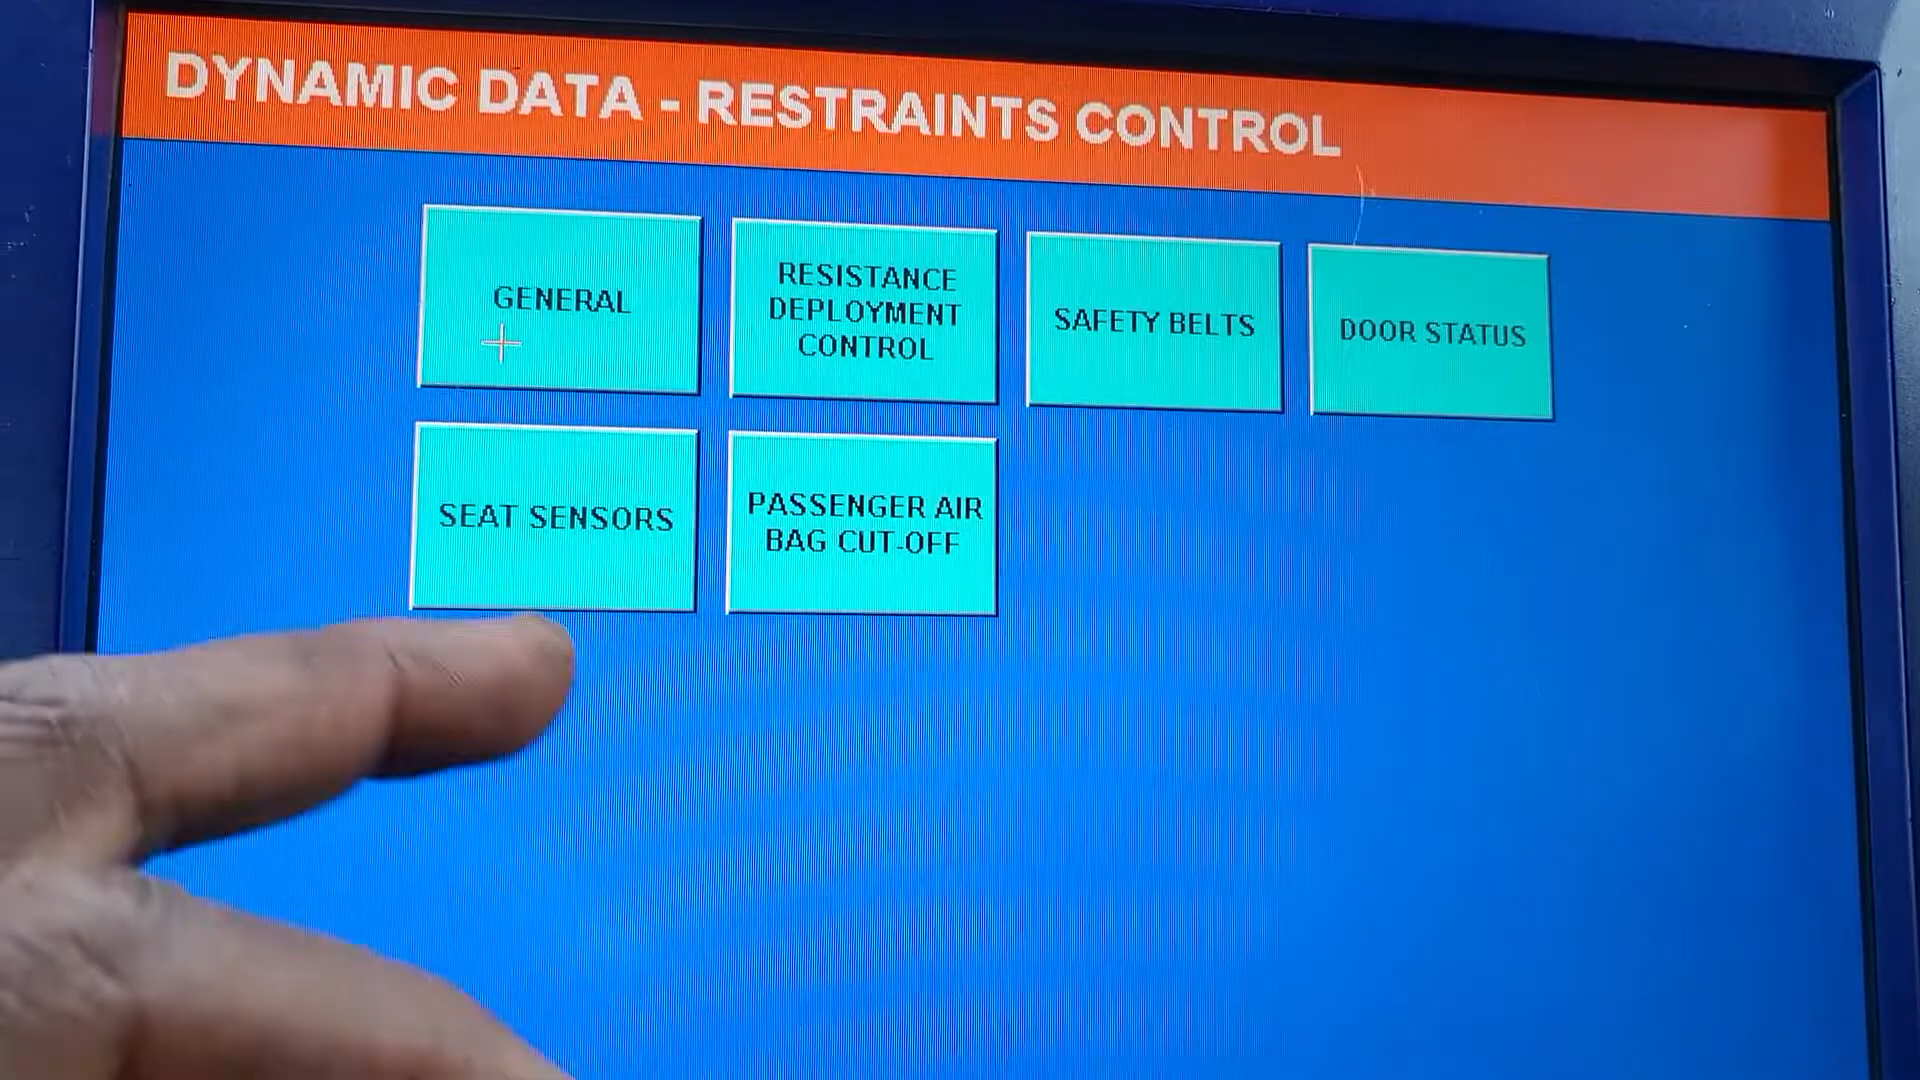 DYNAMIC DATA - RESTRAINTS CONTROL
GENERAL
RESISTANCE
DEPLOYMENT
CONTROL
SAFETY BELTS
DOOR STATUS
SEAT SENSORS
PASSENGER AIR
BAG CUT-OFF